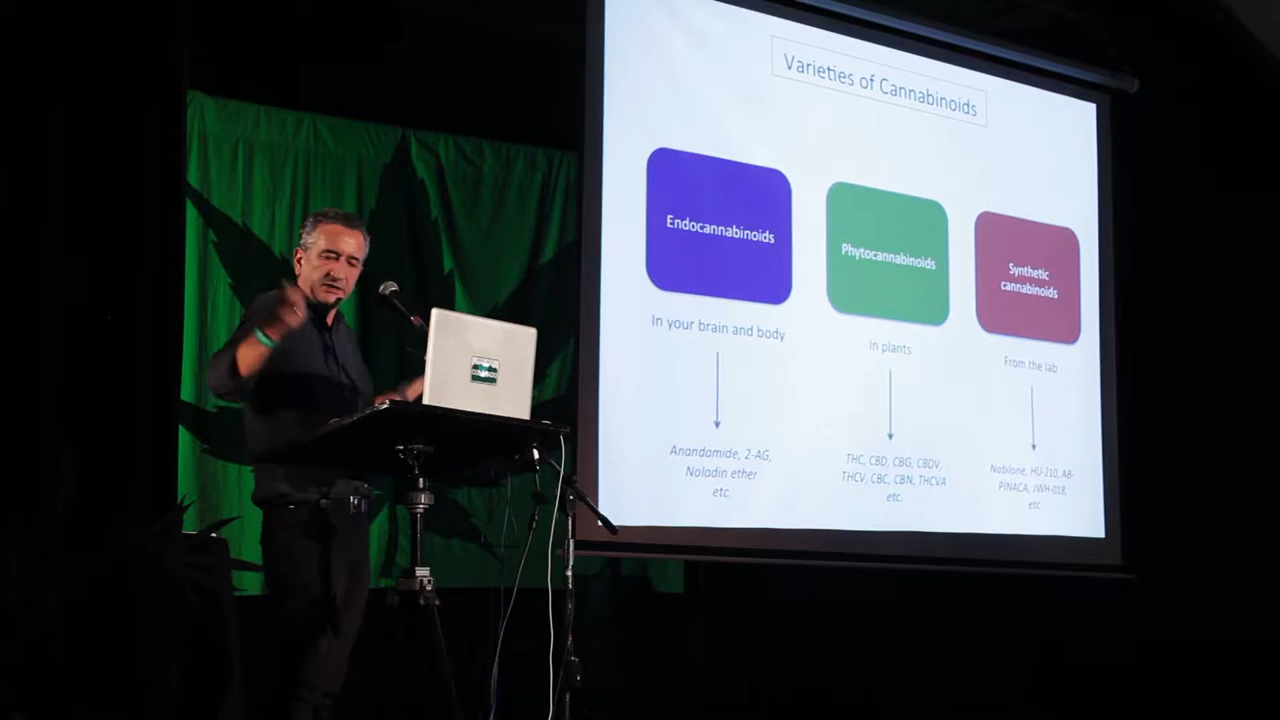 Varieties of Cannabinoids
Endocannabinoids
In your brain and body
Anandamide, 2-AG,
Noladin ether
etc.
Phytocannabinoids
In plants
THC, CBD, CBG, CBDV,
THCV, CBC, CBN, THCVA
etc.
Synthetic
cannabinoids
From the lab
Nabilone, HU-210, AB-
PINACA, JWH-018,
etc